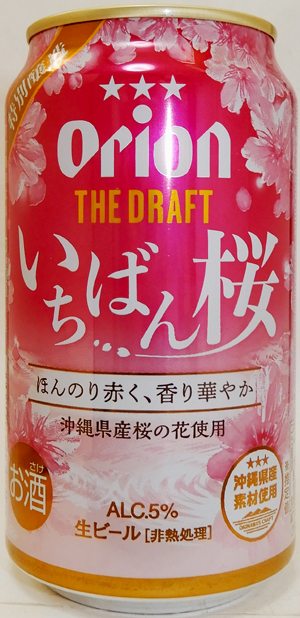 特別限定
orion
THE DRAFT
いちばん桜
ほんのり赤く、香り華やか
沖縄県産桜の花使用
お酒
さけ
沖縄県産
素材使用
OKINAWA CRAFT
ALC.5%
生ビール[非熱処理]